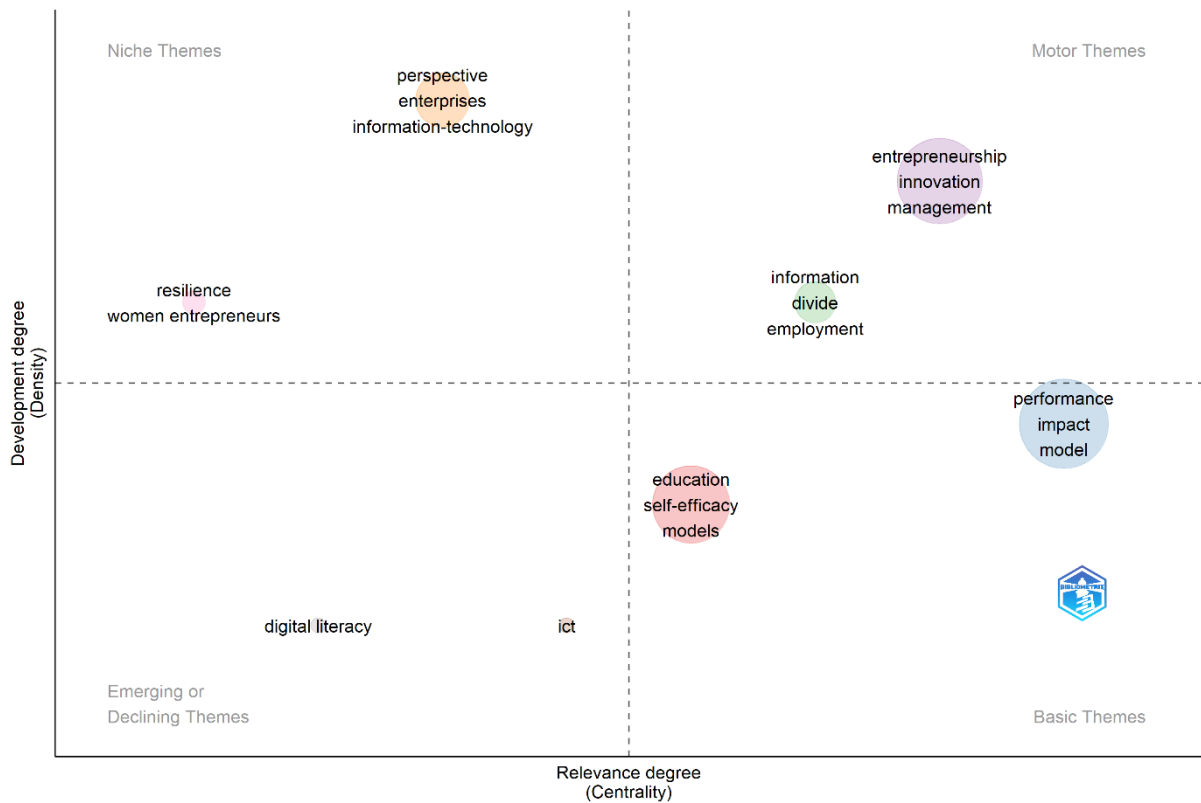 Niche Themes
Motor Themes
perspective
enterprises
information-technology
entrepreneurship
innovation
management
resilience
women entrepreneurs
information
divide
employment
performance
impact
model
education
self-efficacy
models
digital literacy
ict
BIBLIOMETRIX
Emerging or
Declining Themes
Basic Themes
Development degree
(Density)
Relevance degree
(Centrality)